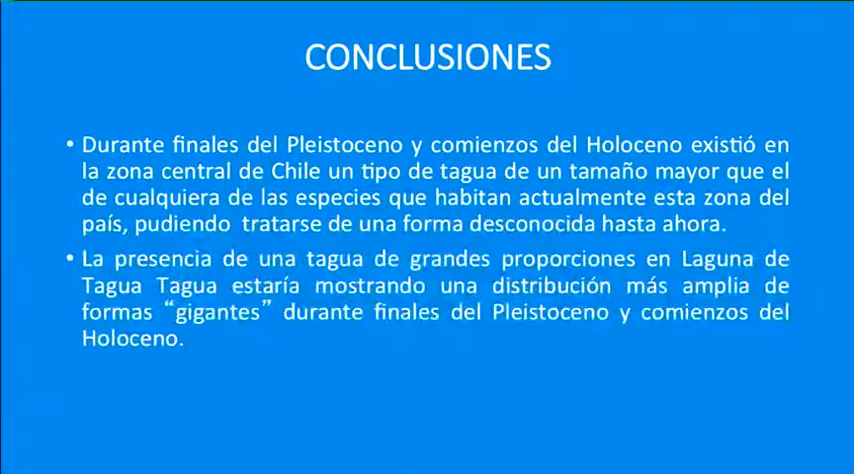 CONCLUSIONES
• Durante finales del Pleistoceno y comienzos del Holoceno existió en
la zona central de Chile un tipo de tagua de un tamaño mayor que el
de cualquiera de las especies que habitan actualmente esta zona del
país, pudiendo  tratarse de una forma desconocida hasta ahora.
• La presencia de una tagua de grandes proporciones en Laguna de
Tagua Tagua estaría mostrando una distribución más amplia de
formas “gigantes” durante finales del Pleistoceno y comienzos del
Holoceno.